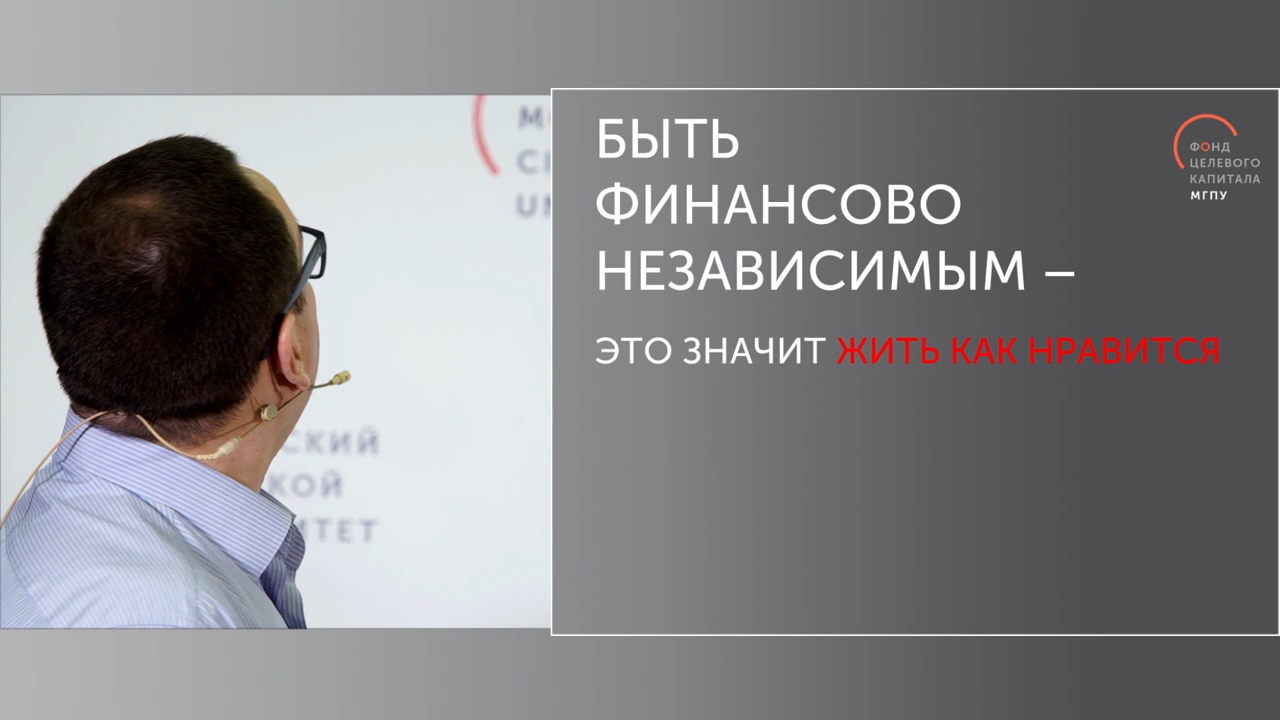 БЫТЬ
ФИНАНСОВО
НЕЗАВИСИМЫМ –
ЭТО ЗНАЧИТ ЖИТЬ КАК НРАВИТСЯ
ФОНД
ЦЕЛЕВОГО
КАПИТАЛА
МГПУ